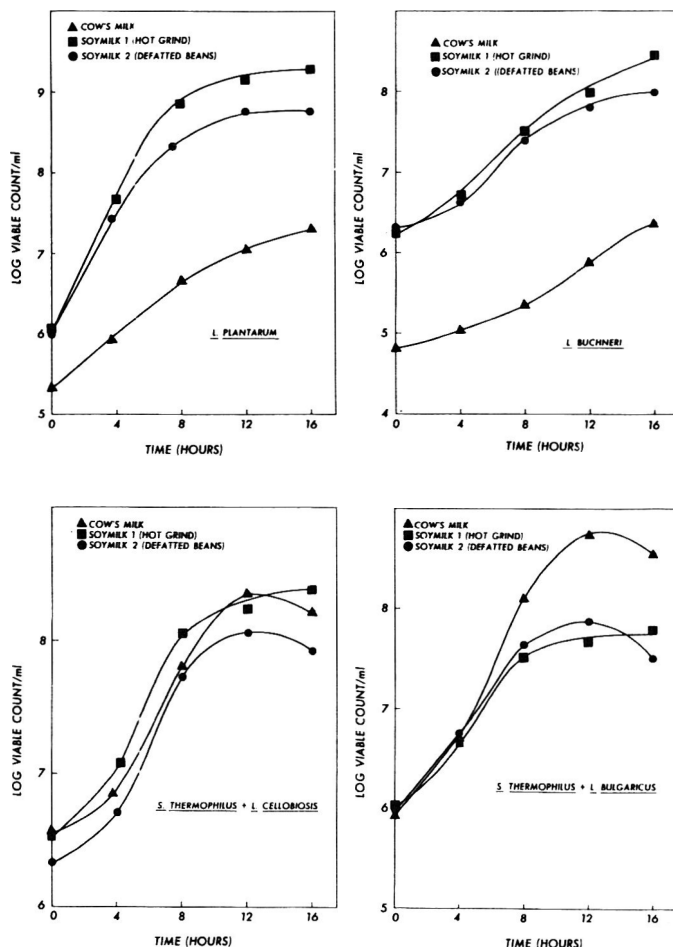 ▲ COW'S MILK
■ SOYMILK 1 (HOT GRIND)
● SOYMILK 2 (DEFATTED BEANS)
9
8
7
6
5
LOG VIABLE COUNT/ml
L. PLANTARUM
0 4 8 12 16
TIME (HOURS)
▲ COW'S MILK
■ SOYMILK 1 (HOT GRIND)
● SOYMILK 2 ((DEFATTED BEANS)
8
7
6
5
4
LOG VIABLE COUNT/ml
L BUCHNERI
0 4 8 12 16
TIME (HOURS)
▲ COW'S MILK
■ SOYMILK 1 (HOT GRIND)
● SOYMILK 2 (DEFATTED BEANS)
8
7
6
LOG VIABLE COUNT/ml
S. THERMOPHILUS + L. CELLOBIOSIS
0 4 8 12 16
TIME (HOURS)
▲ COW'S MILK
■ SOYMILK 1 (HOT GRIND)
● SOYMILK 2 (DEFATTED BEANS)
9
8
7
6
5
LOG VIABLE COUNT/ml
S THERMOPHILUS + L BULGARICUS
0 4 8 12 16
TIME (HOURS)